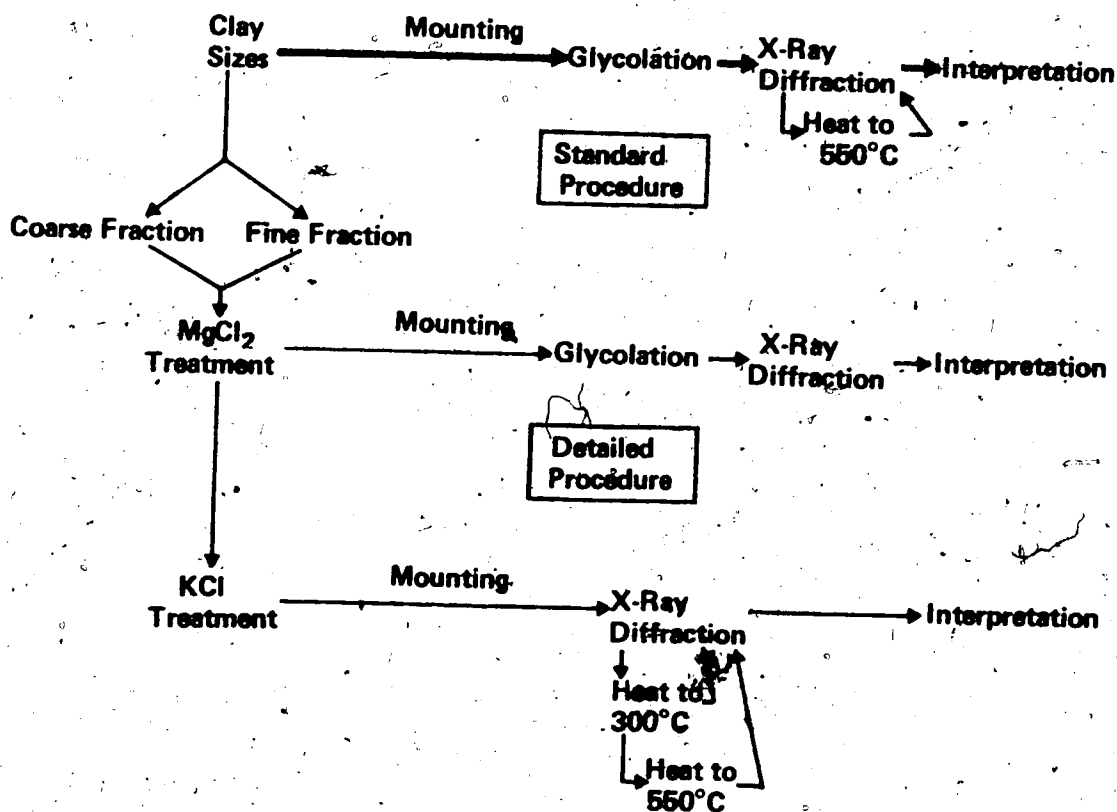 Clay
Sizes
Mounting
Glycolation
X-Ray
Diffraction
Interpretation
Heat to
550°C
Standard
Procedure
Coarse Fraction
Fine Fraction
MgCl₂
Treatment
Mounting
Glycolation
X-Ray
Diffraction
Interpretation
Detailed
Procedure
KCl
Treatment
Mounting
X-Ray
Diffraction
Interpretation
Heat to
300°C
Heat to
550°C